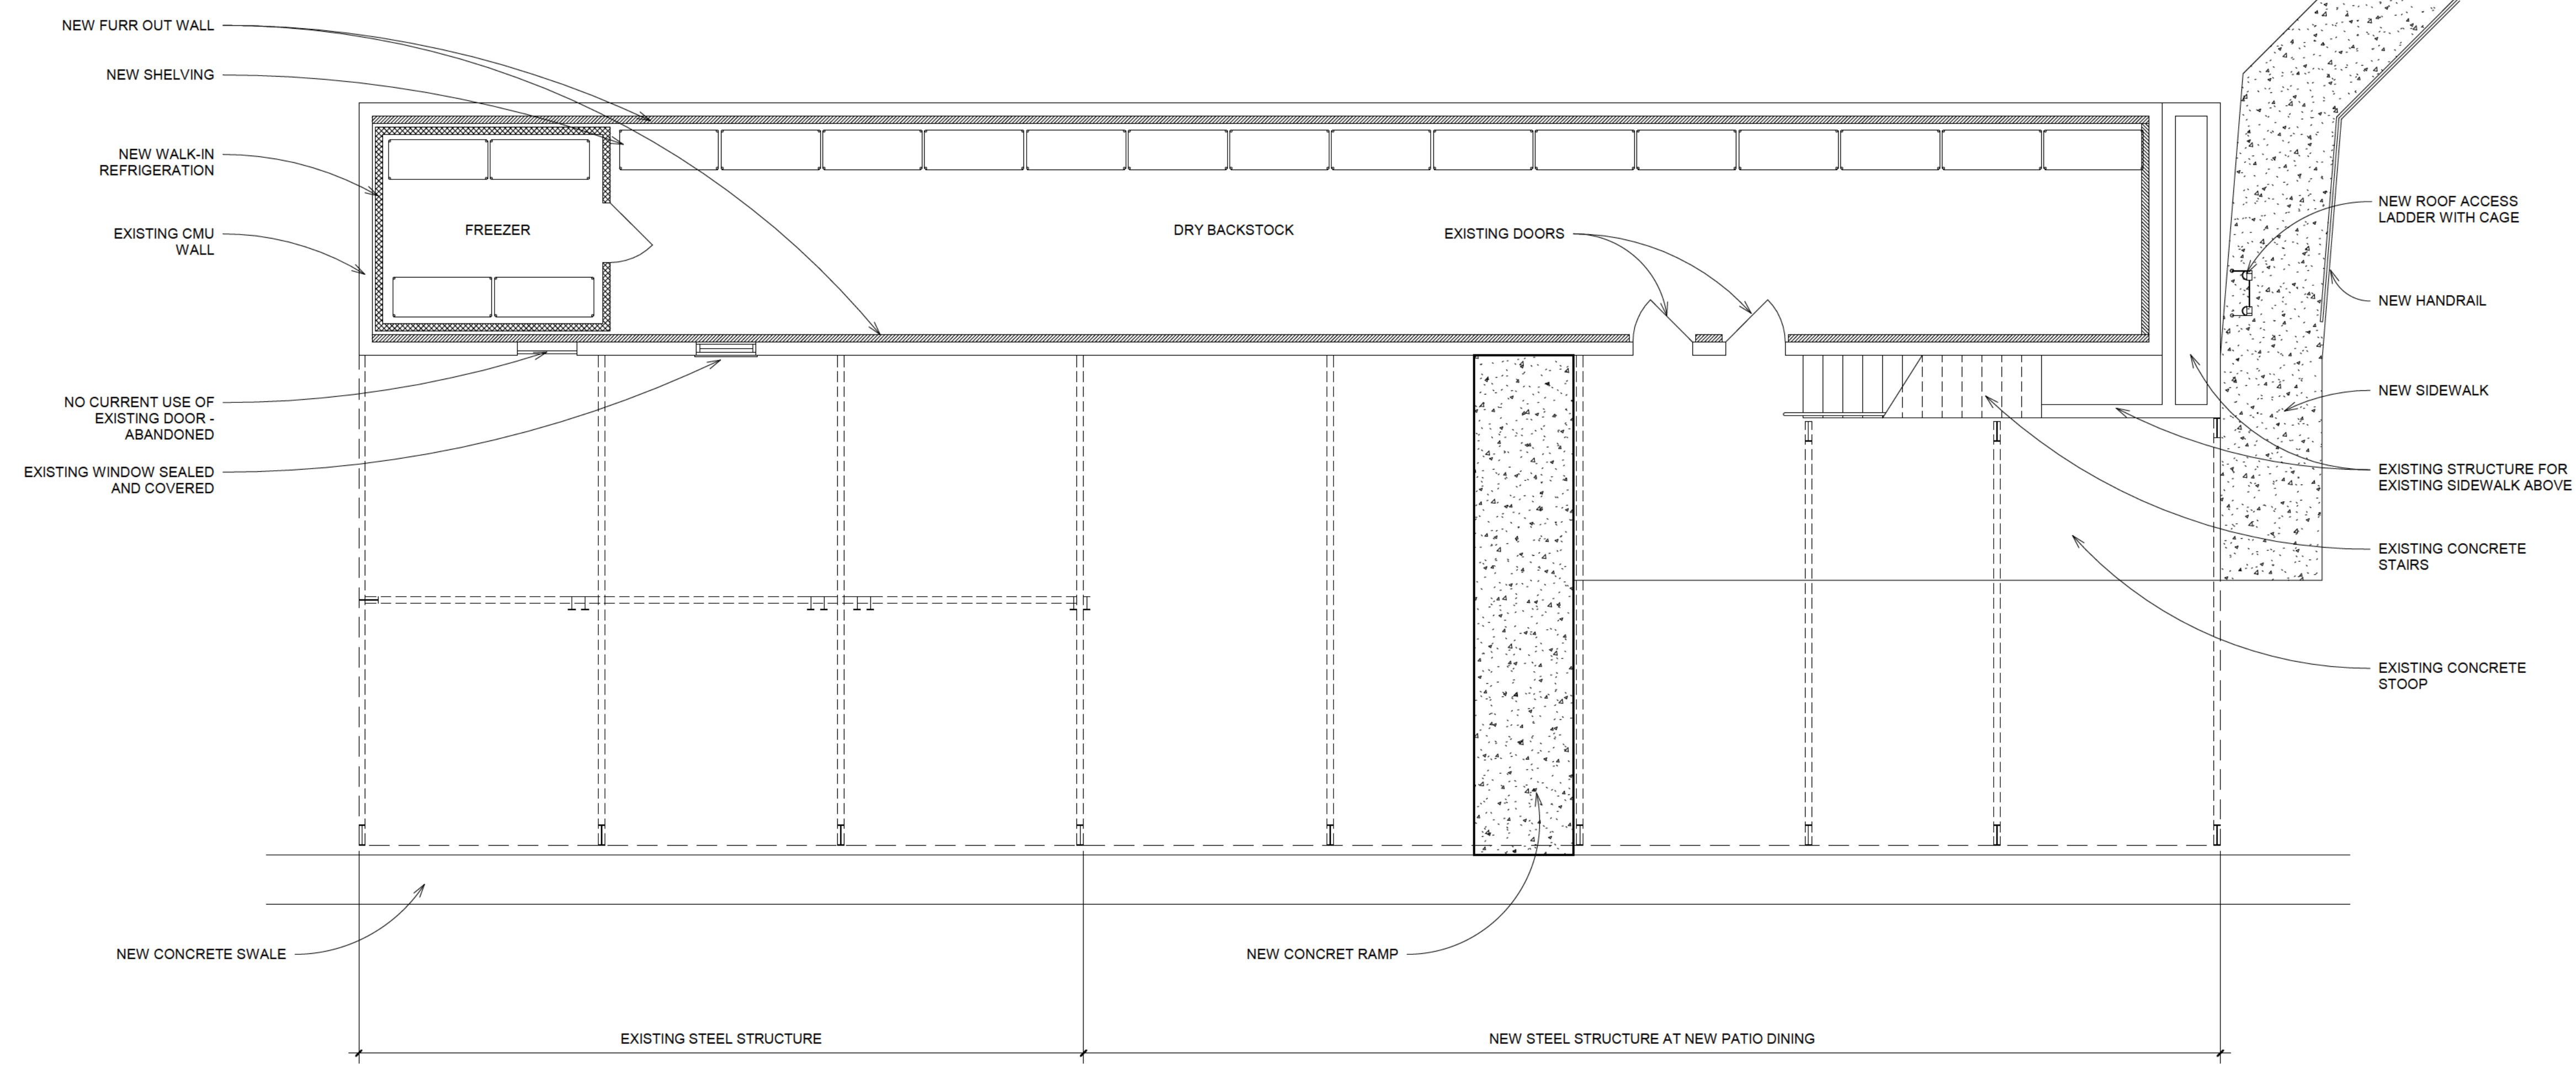 NEW FURR OUT WALL
NEW SHELVING
NEW WALK-IN
REFRIGERATION
EXISTING CMU
WALL
NO CURRENT USE OF
EXISTING DOOR -
ABANDONED
EXISTING WINDOW SEALED
AND COVERED
FREEZER
DRY BACKSTOCK
EXISTING DOORS
NEW ROOF ACCESS
LADDER WITH CAGE
NEW HANDRAIL
NEW SIDEWALK
EXISTING STRUCTURE FOR
EXISTING SIDEWALK ABOVE
EXISTING CONCRETE
STAIRS
EXISTING CONCRETE
STOOP
NEW CONCRETE SWALE
NEW CONCRET RAMP
EXISTING STEEL STRUCTURE
NEW STEEL STRUCTURE AT NEW PATIO DINING